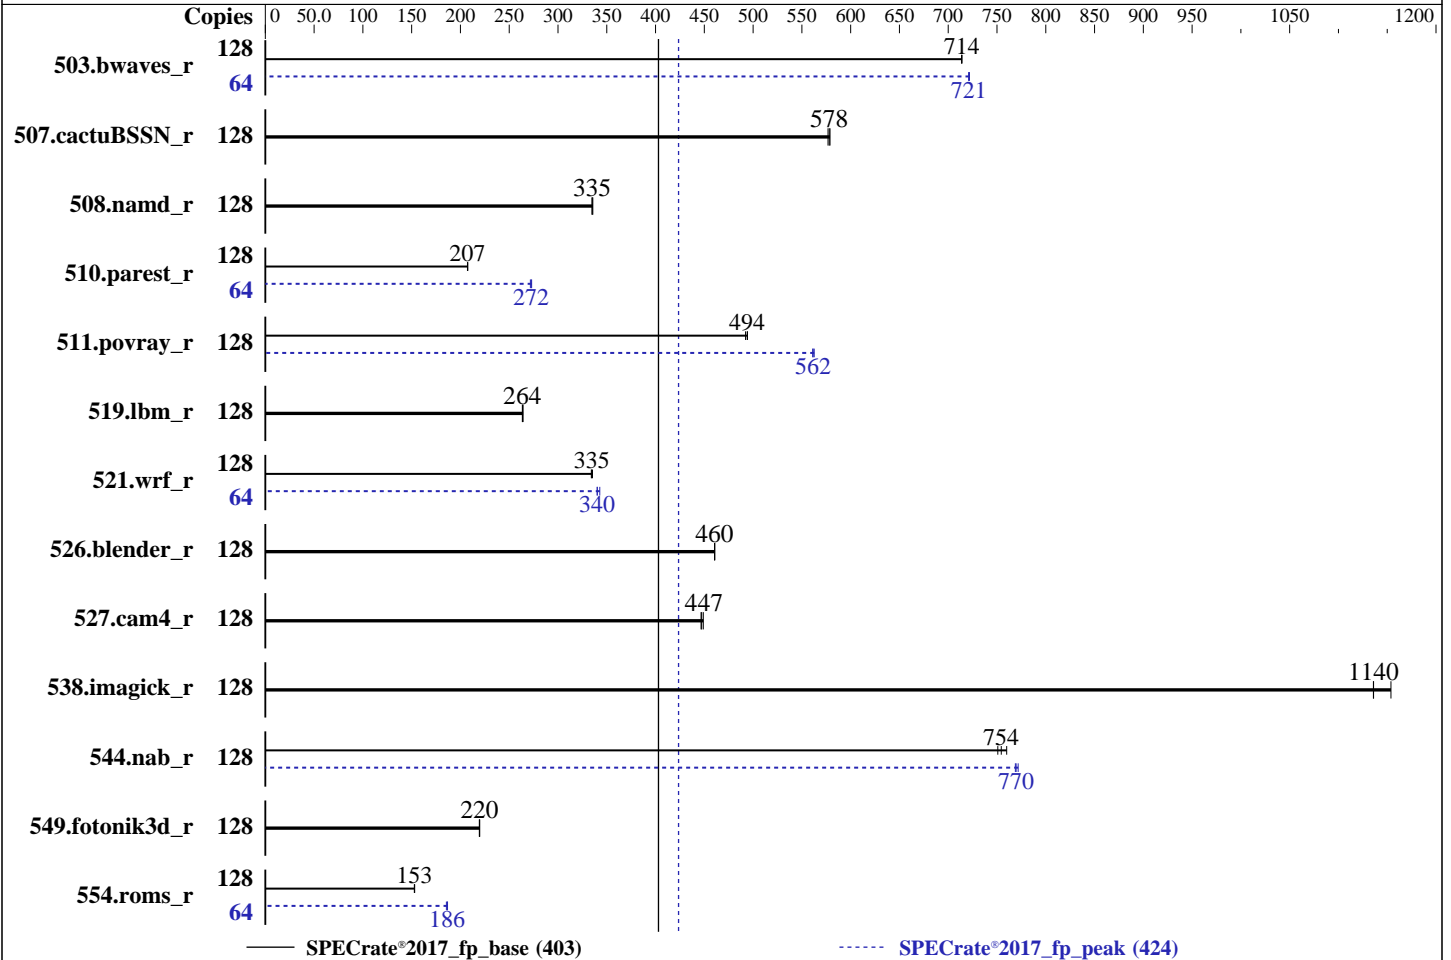 Copies 0 50.0 100 150 200 250 300 350 400 450 500 550 600 650 700 750 800 850 900 950 1050 1200
503.bwaves_r 128 714
64 721
507.cactuBSSN_r 128 578
508.namd_r 128 335
510.parest_r 128 207
64 272
511.povray_r 128 494
562
519.lbm_r 128 264
521.wrf_r 128 335
64 340
526.blender_r 128 460
527.cam4_r 128 447
538.imagick_r 128 1140
544.nab_r 128 754
770
549.fotonik3d_r 128 220
554.roms_r 128 153
64 186
SPECrate®2017_fp_base (403) SPECrate®2017_fp_peak (424)